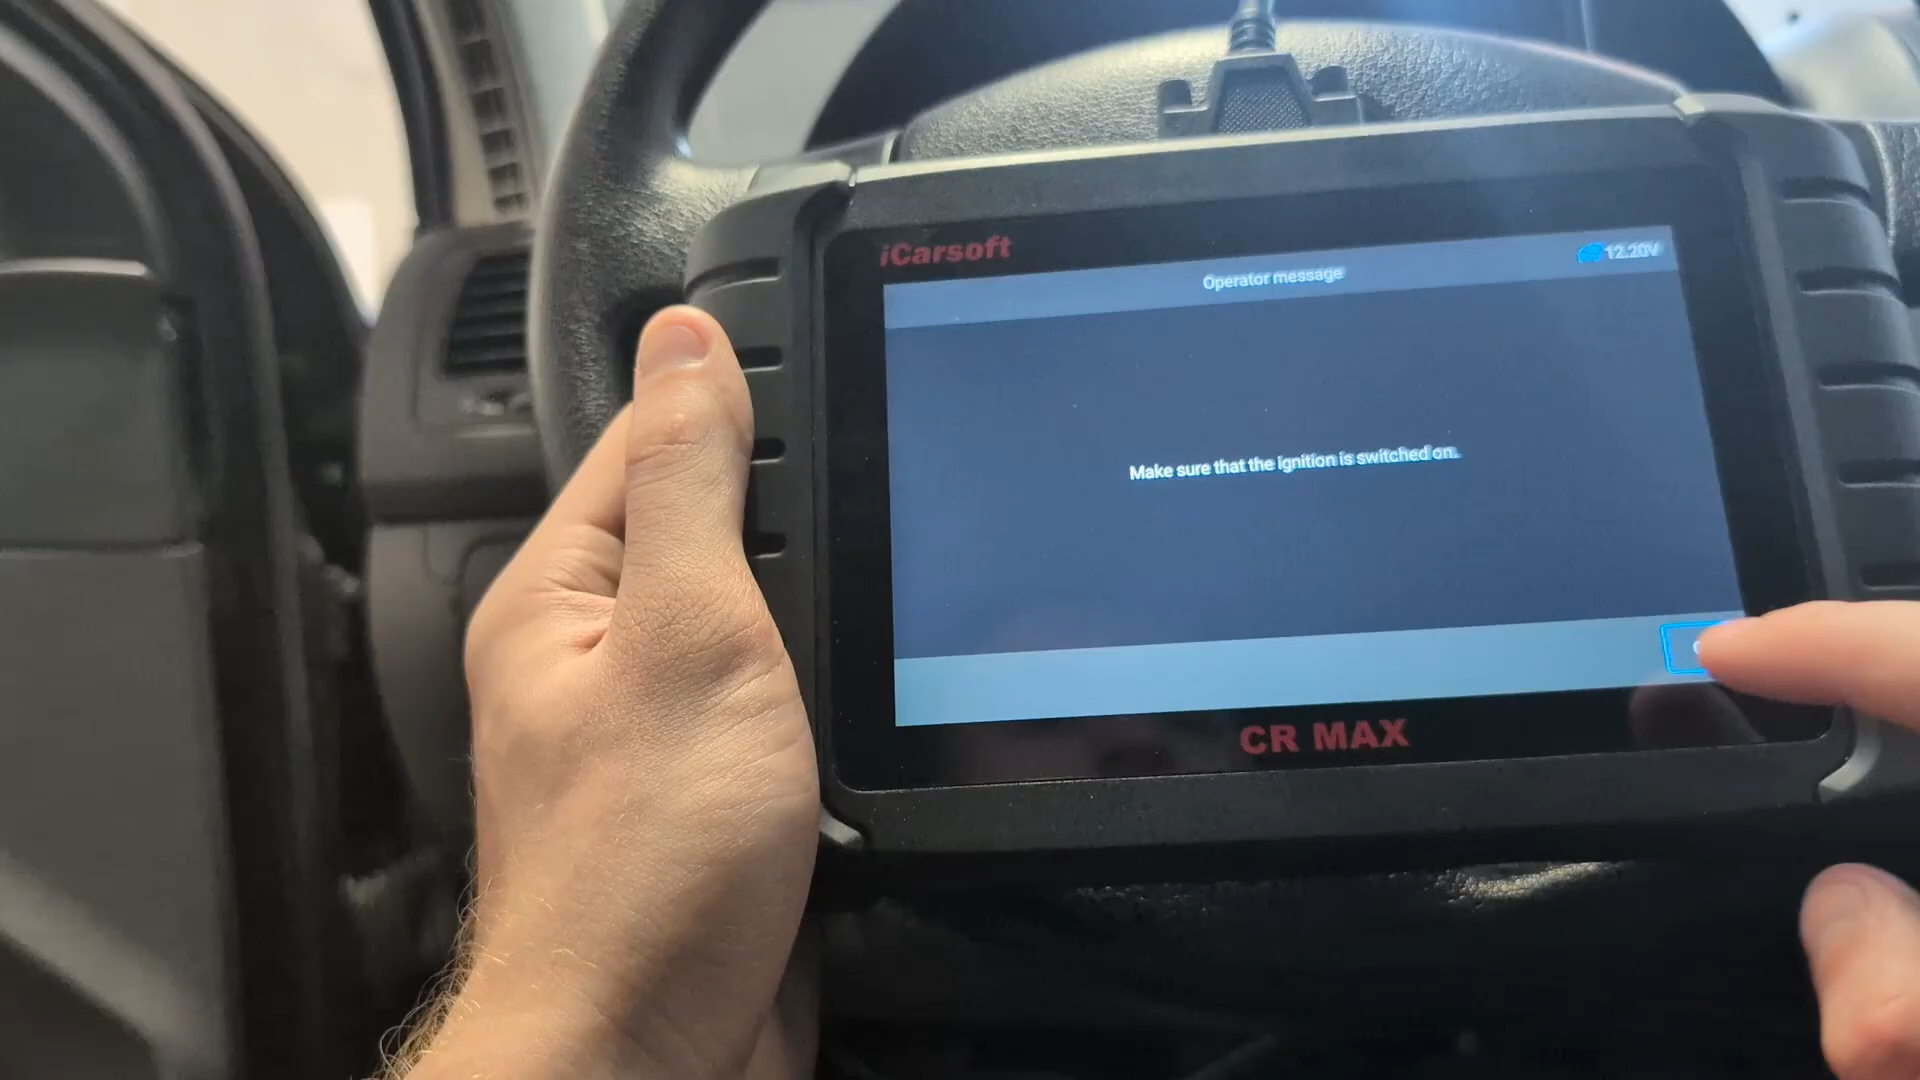 iCarsoft
12.20V
Operator message
Make sure that the ignition is switched on.
CR MAX